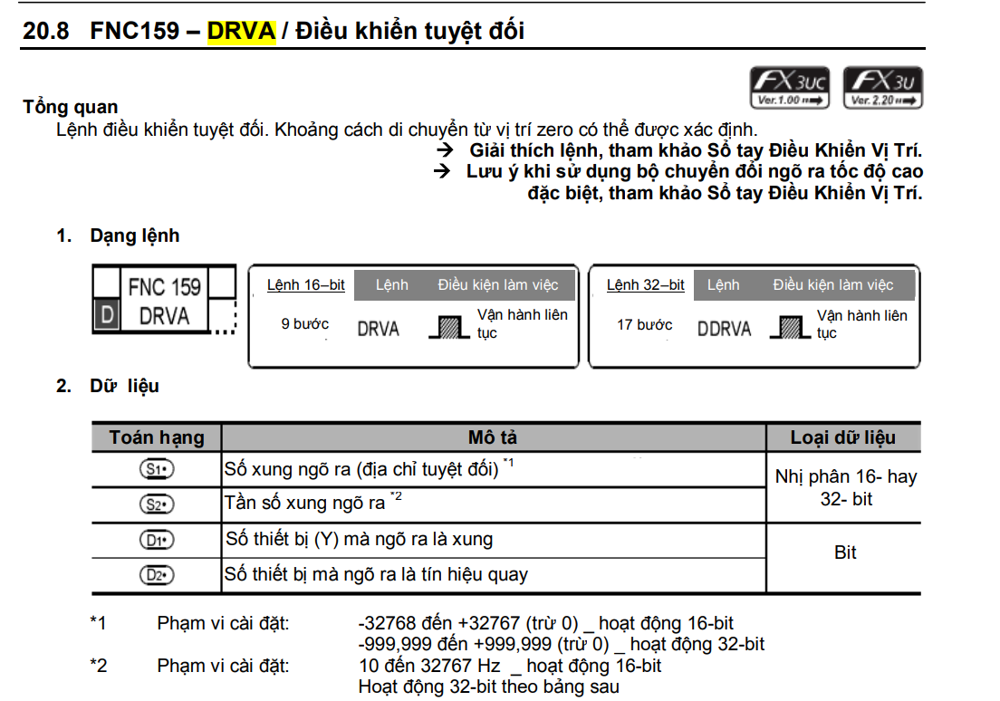 20.8 FNC159 – DRVA / Điều khiển tuyệt đối
FX3UC
Ver.1.00
FX3U
Ver.2.20
Tổng quan
Lệnh điều khiển tuyệt đối. Khoảng cách di chuyển từ vị trí zero có thể được xác định.
→ Giải thích lệnh, tham khảo Sổ tay Điều Khiển Vị Trí.
→ Lưu ý khi sử dụng bộ chuyển đổi ngõ ra tốc độ cao
đặc biệt, tham khảo Sổ tay Điều Khiển Vị Trí.
1. Dạng lệnh
FNC 159
D DRVA
Lệnh 16–bit Lệnh Điều kiện làm việc
9 bước DRVA Vận hành liên
tục
Lệnh 32–bit Lệnh Điều kiện làm việc
17 bước DDRVA Vận hành liên
tục
2. Dữ liệu
Toán hạng Mô tả Loại dữ liệu
S1• Số xung ngõ ra (địa chỉ tuyệt đối) *1
Nhị phân 16- hay
32- bit
S2• Tần số xung ngõ ra *2
D1• Số thiết bị (Y) mà ngõ ra là xung
Bit
D2• Số thiết bị mà ngõ ra là tín hiệu quay
*1 Phạm vi cài đặt: -32768 đến +32767 (trừ 0) _ hoạt động 16-bit
-999,999 đến +999,999 (trừ 0) _ hoạt động 32-bit
*2 Phạm vi cài đặt: 10 đến 32767 Hz _ hoạt động 16-bit
Hoạt động 32-bit theo bảng sau